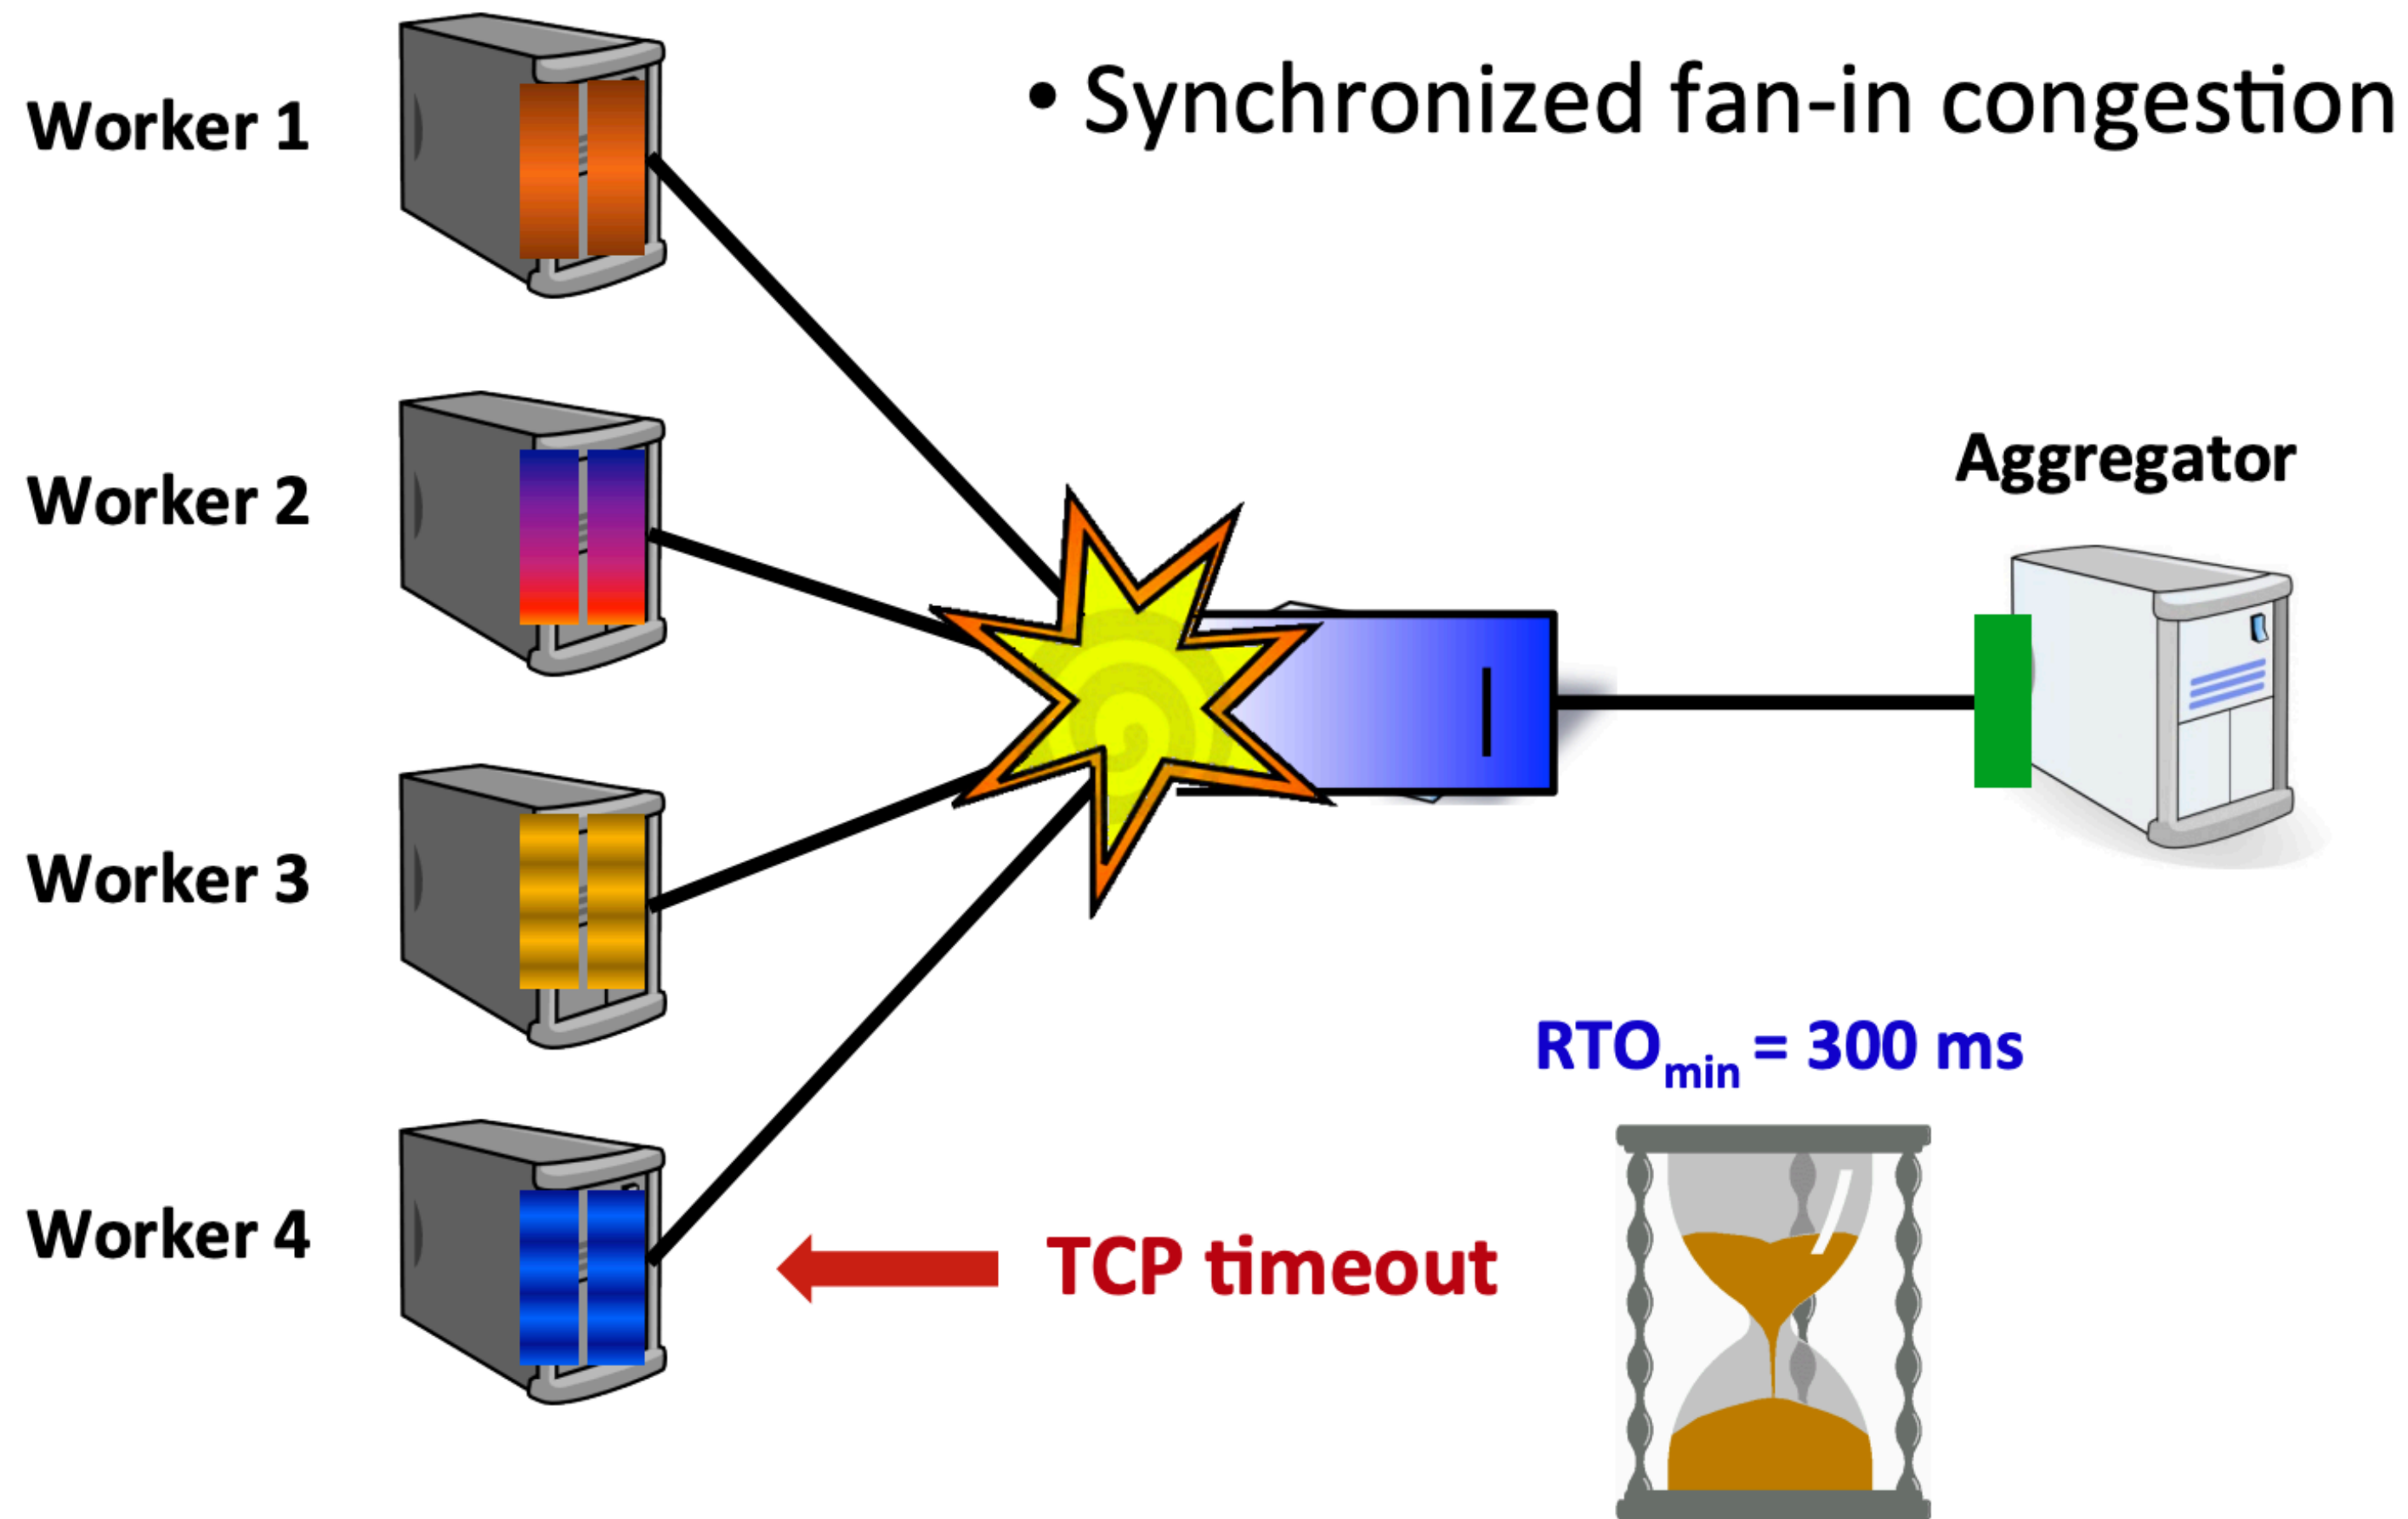 • Synchronized fan-in congestion
Worker 1
Worker 2
Aggregator
Worker 3
RTOmin = 300 ms
Worker 4
TCP timeout